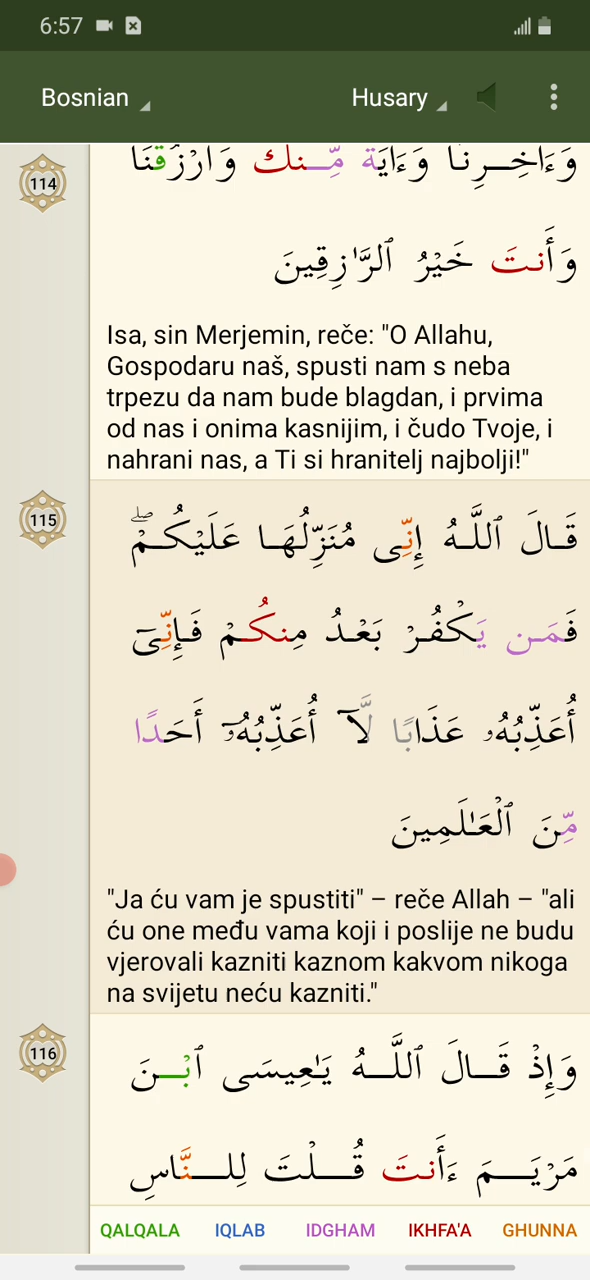 6:57
Bosnian
Husary
114
وَءَاخِرِنَا وَءَايَةً مِّنكَ وَٱرْزُقْنَا
وَأَنتَ خَيْرُ ٱلرَّٰزِقِينَ
Isa, sin Merjemin, reče: "O Allahu,
Gospodaru naš, spusti nam s neba
trpezu da nam bude blagdan, i prvima
od nas i onima kasnijim, i čudo Tvoje, i
nahrani nas, a Ti si hranitelj najbolji!"
115
قَالَ ٱللَّهُ إِنِّى مُنَزِّلُهَا عَلَيْكُمْ ۖ
فَمَن يَكْفُرْ بَعْدُ مِنكُمْ فَإِنِّىٓ
أُعَذِّبُهُۥ عَذَابًا لَّآ أُعَذِّبُهُۥٓ أَحَدًا
مِّنَ ٱلْعَٰلَمِينَ
"Ja ću vam je spustiti" – reče Allah – "ali
ću one među vama koji i poslije ne budu
vjerovali kazniti kaznom kakvom nikoga
na svijetu neću kazniti."
116
وَإِذْ قَالَ ٱللَّهُ يَٰعِيسَى ٱبْنَ
مَرْيَمَ ءَأَنتَ قُلْتَ لِلنَّاسِ
QALQALA IQLAB IDGHAM IKHFA'A GHUNNA